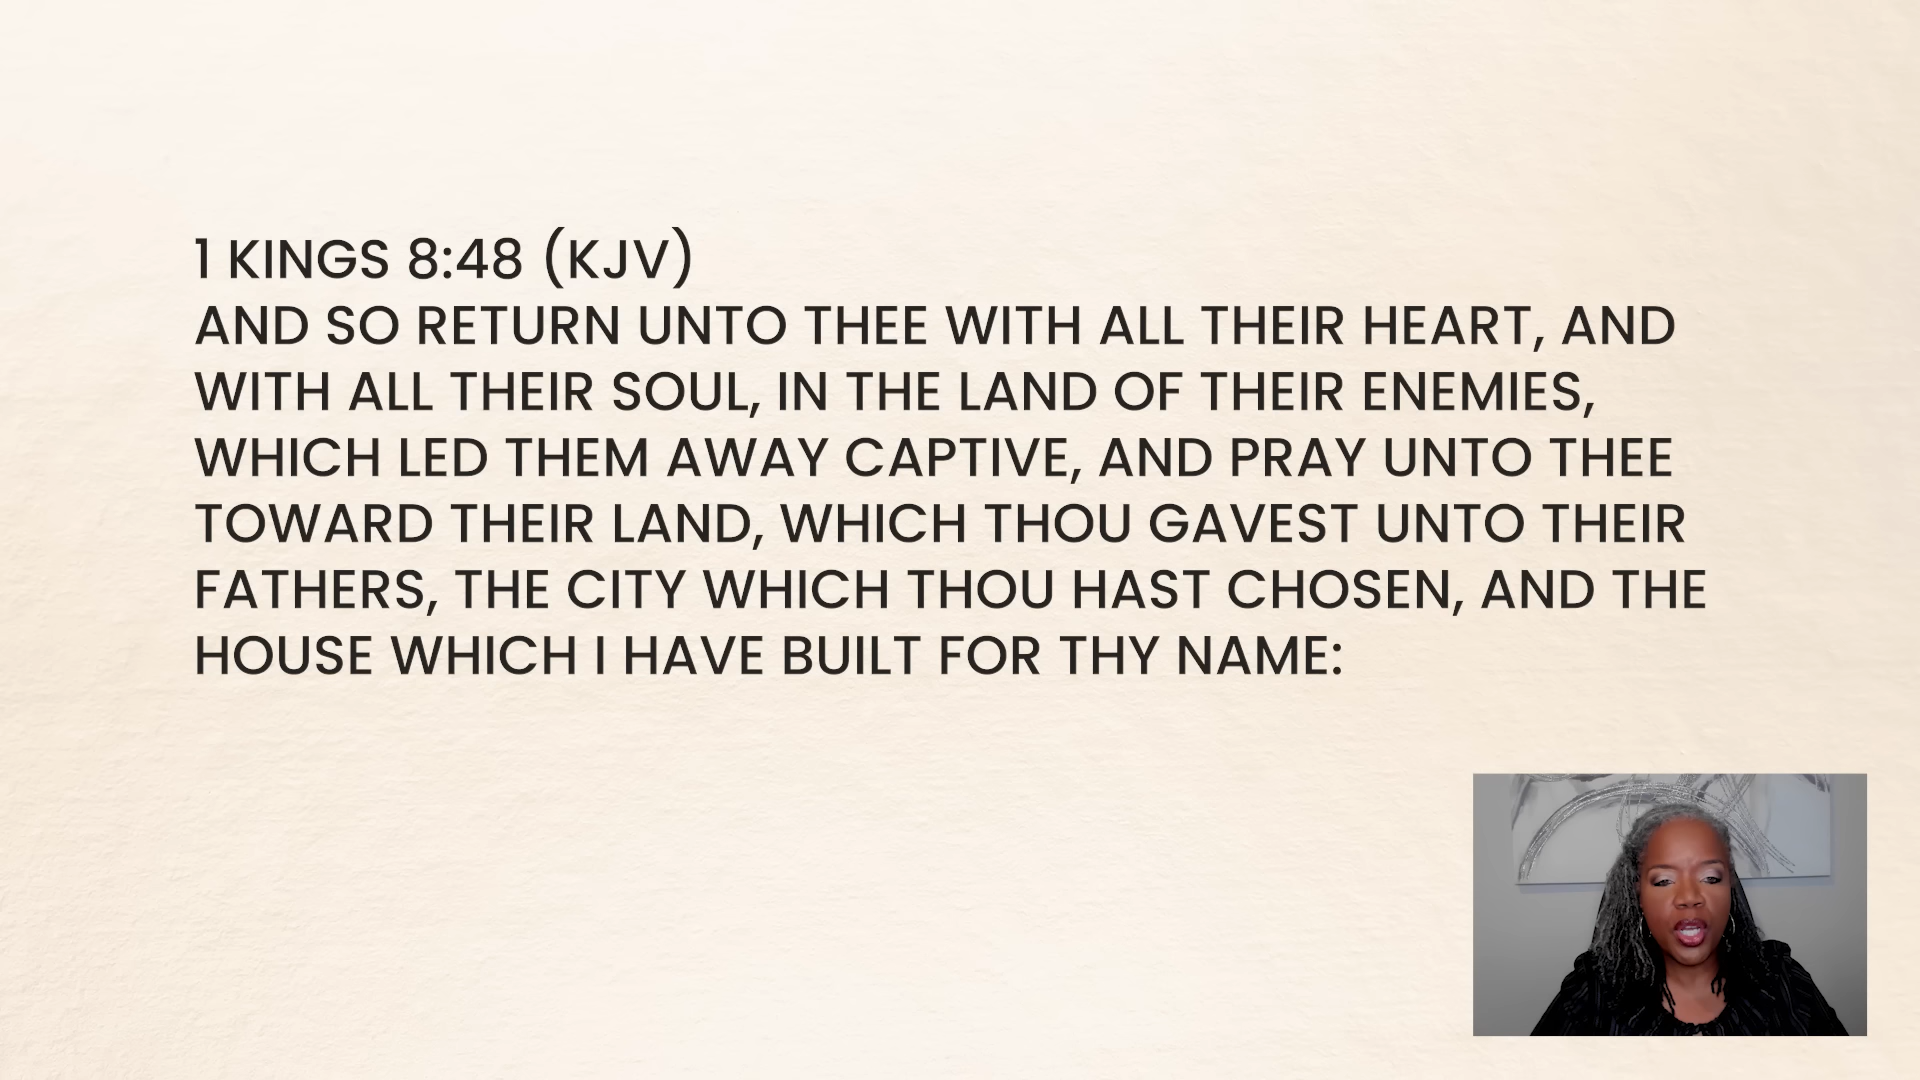 1 KINGS 8:48 (KJV)
AND SO RETURN UNTO THEE WITH ALL THEIR HEART, AND
WITH ALL THEIR SOUL, IN THE LAND OF THEIR ENEMIES,
WHICH LED THEM AWAY CAPTIVE, AND PRAY UNTO THEE
TOWARD THEIR LAND, WHICH THOU GAVEST UNTO THEIR
FATHERS, THE CITY WHICH THOU HAST CHOSEN, AND THE
HOUSE WHICH I HAVE BUILT FOR THY NAME: